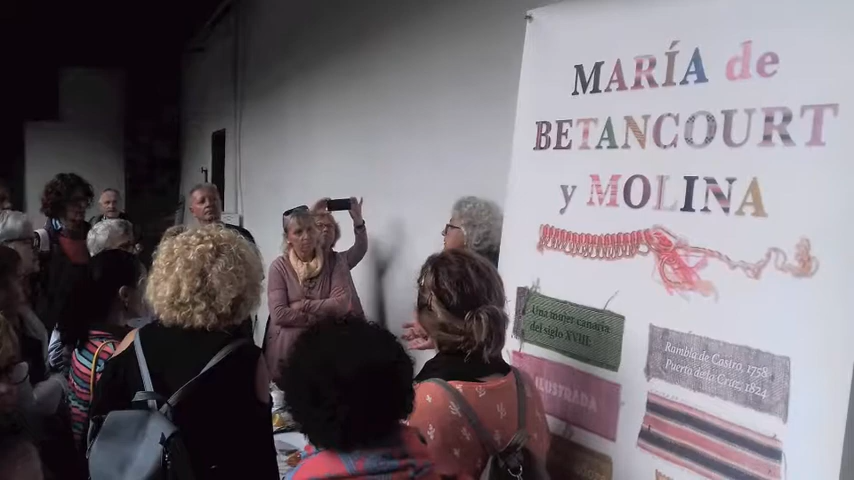 MARÍA de
BETANCOURT
y MOLINA
Una mujer canaria
del siglo XVIII
Rambla de Castro, 1758
Puerto de la Cruz 1824
ILUSTRADA